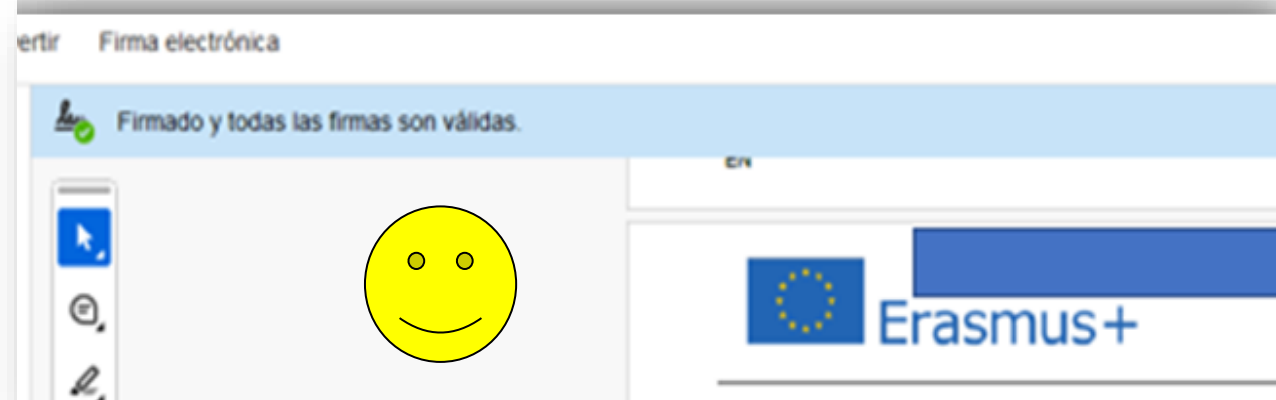 ertir Firma electrónica
Firmado y todas las firmas son válidas.
EN
Erasmus+